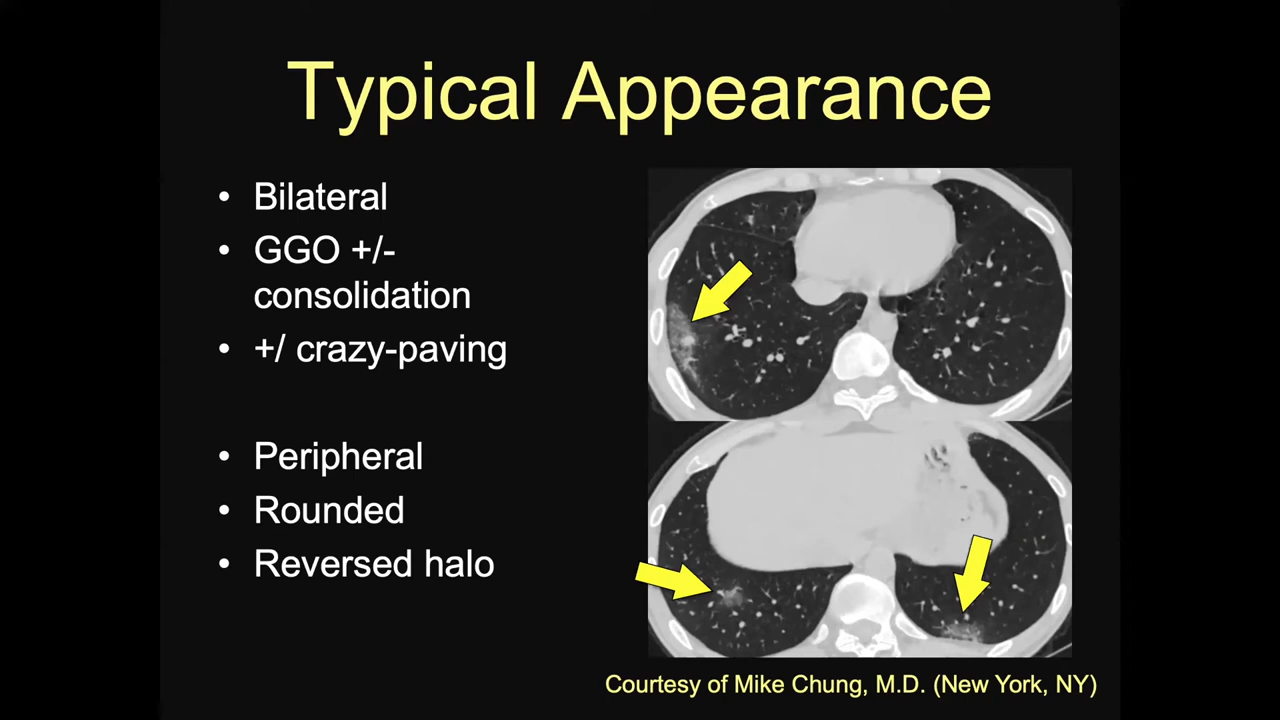 Typical Appearance
• Bilateral
• GGO +/-
consolidation
• +/ crazy-paving
• Peripheral
• Rounded
• Reversed halo
Courtesy of Mike Chung, M.D. (New York, NY)